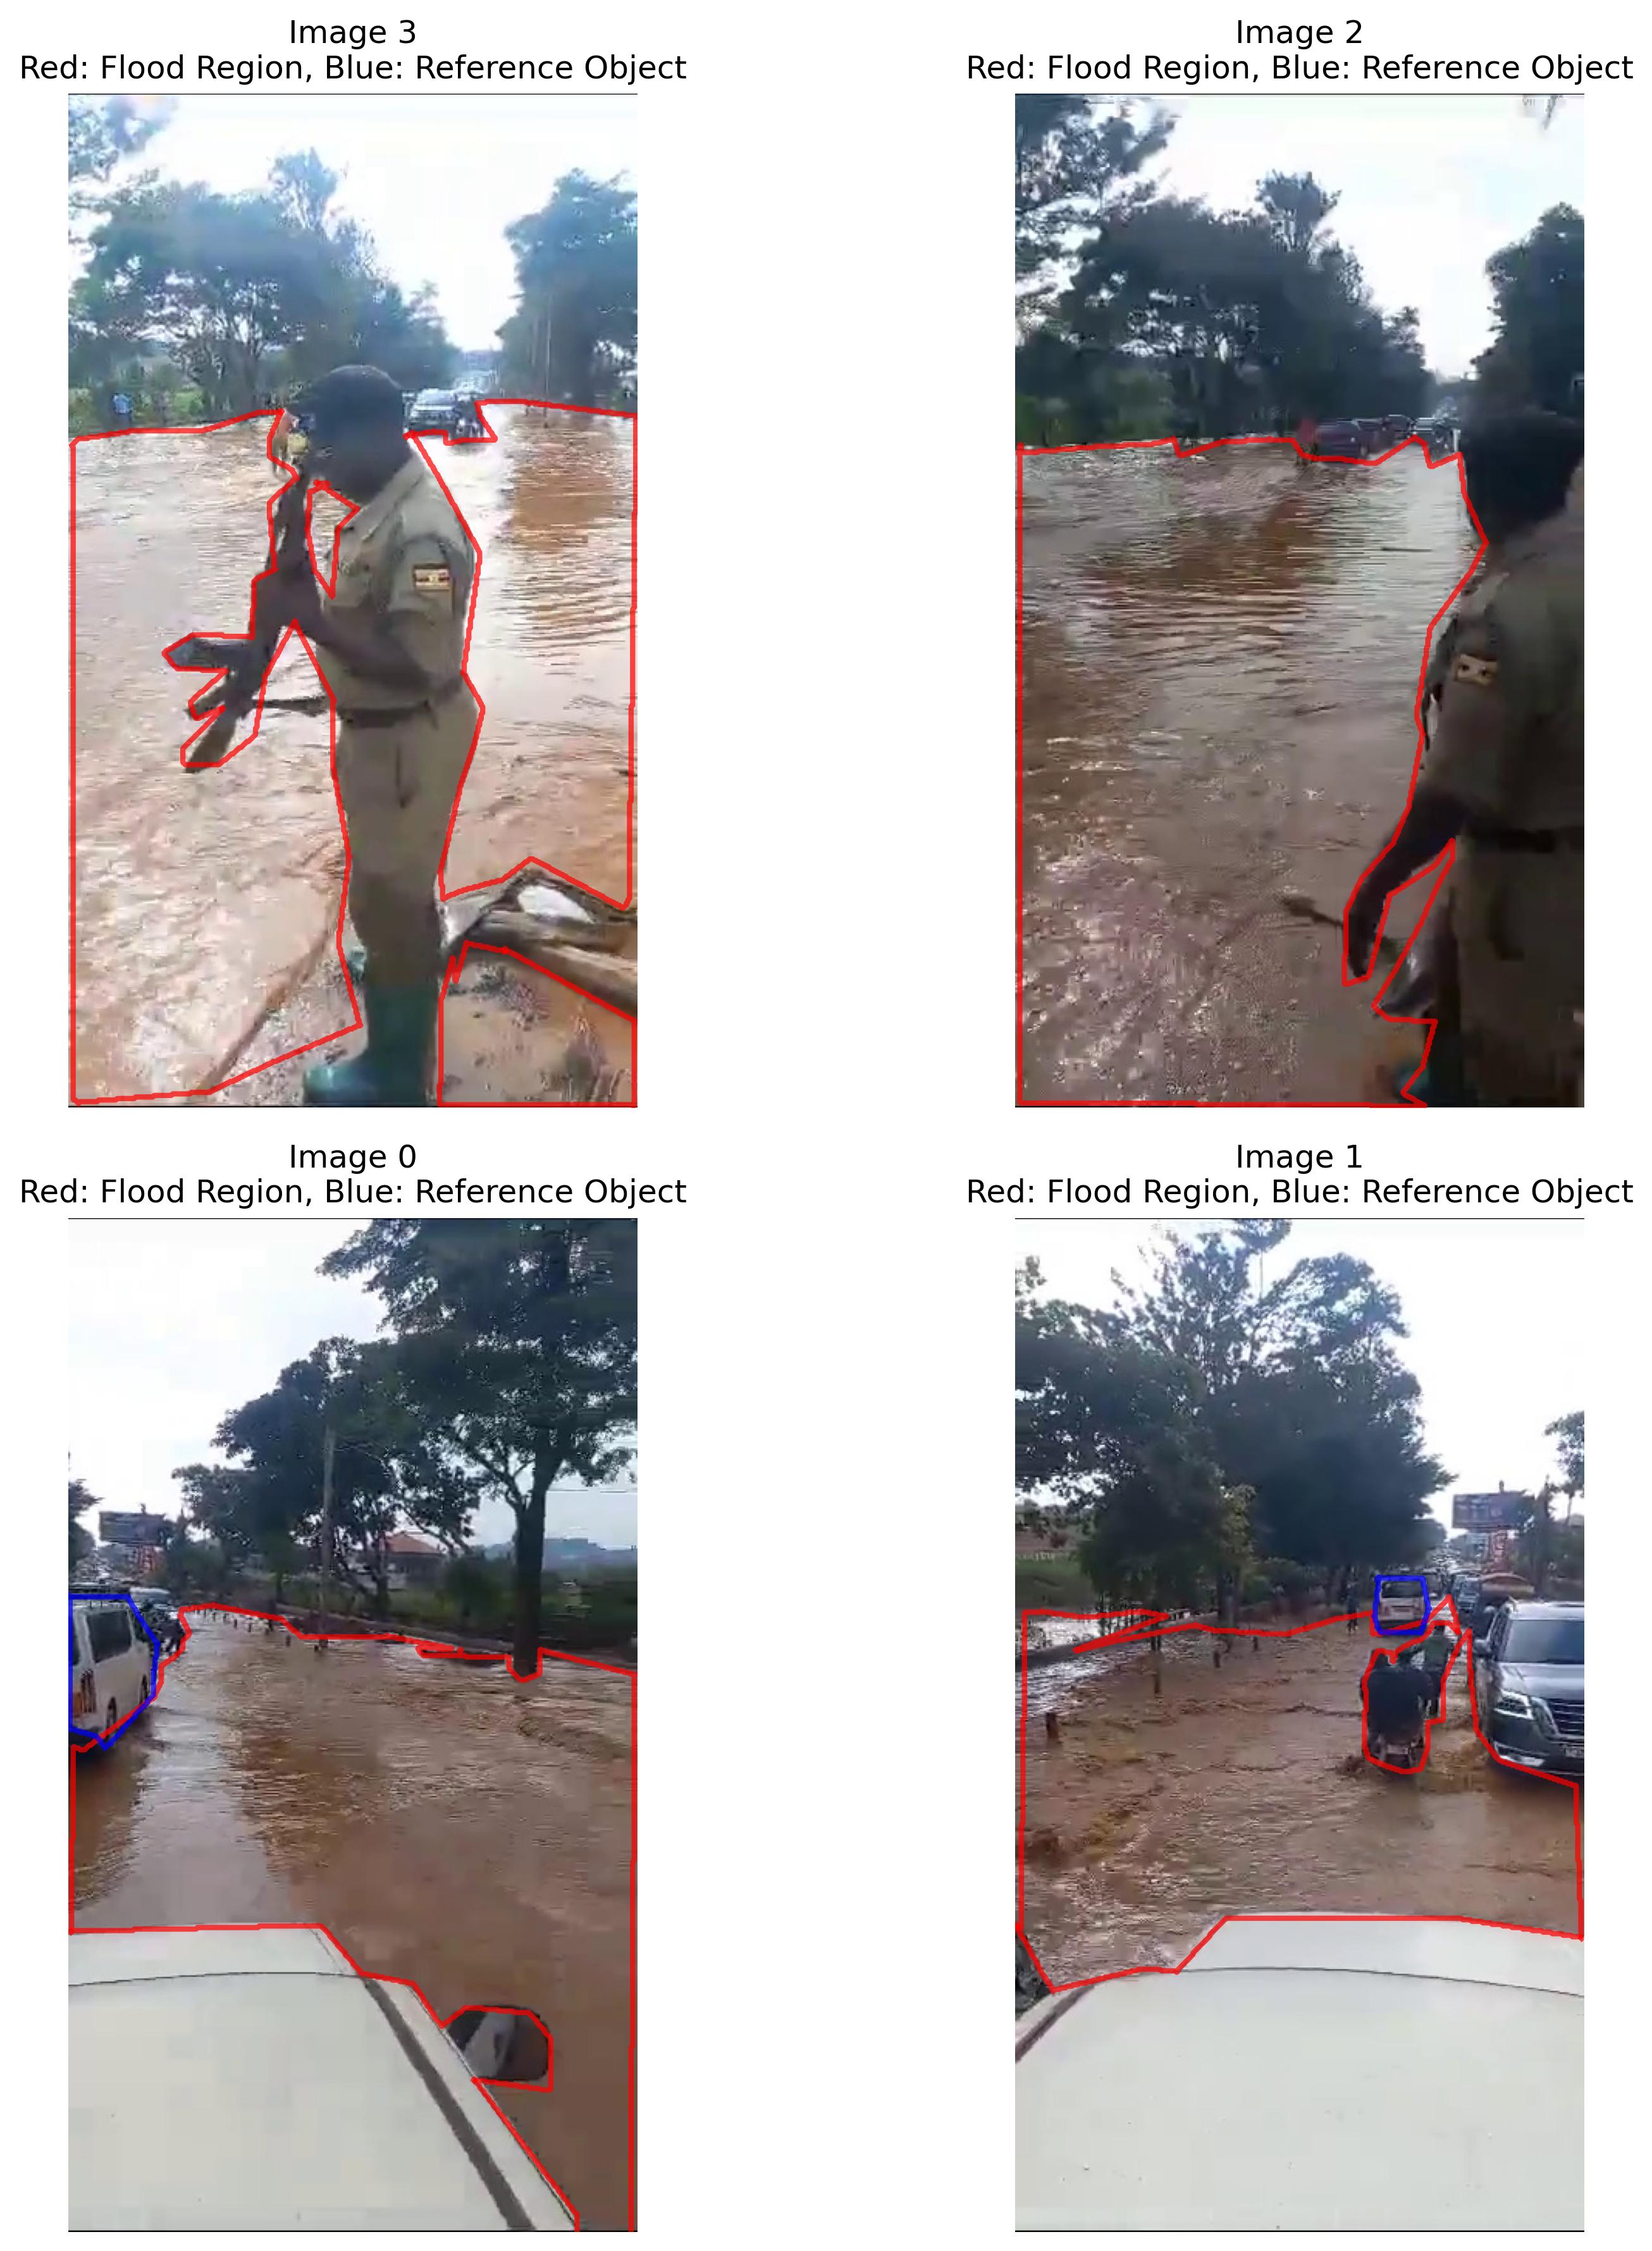 Image 3
Red: Flood Region, Blue: Reference Object
Image 2
Red: Flood Region, Blue: Reference Object
Image 0
Red: Flood Region, Blue: Reference Object
Image 1
Red: Flood Region, Blue: Reference Object